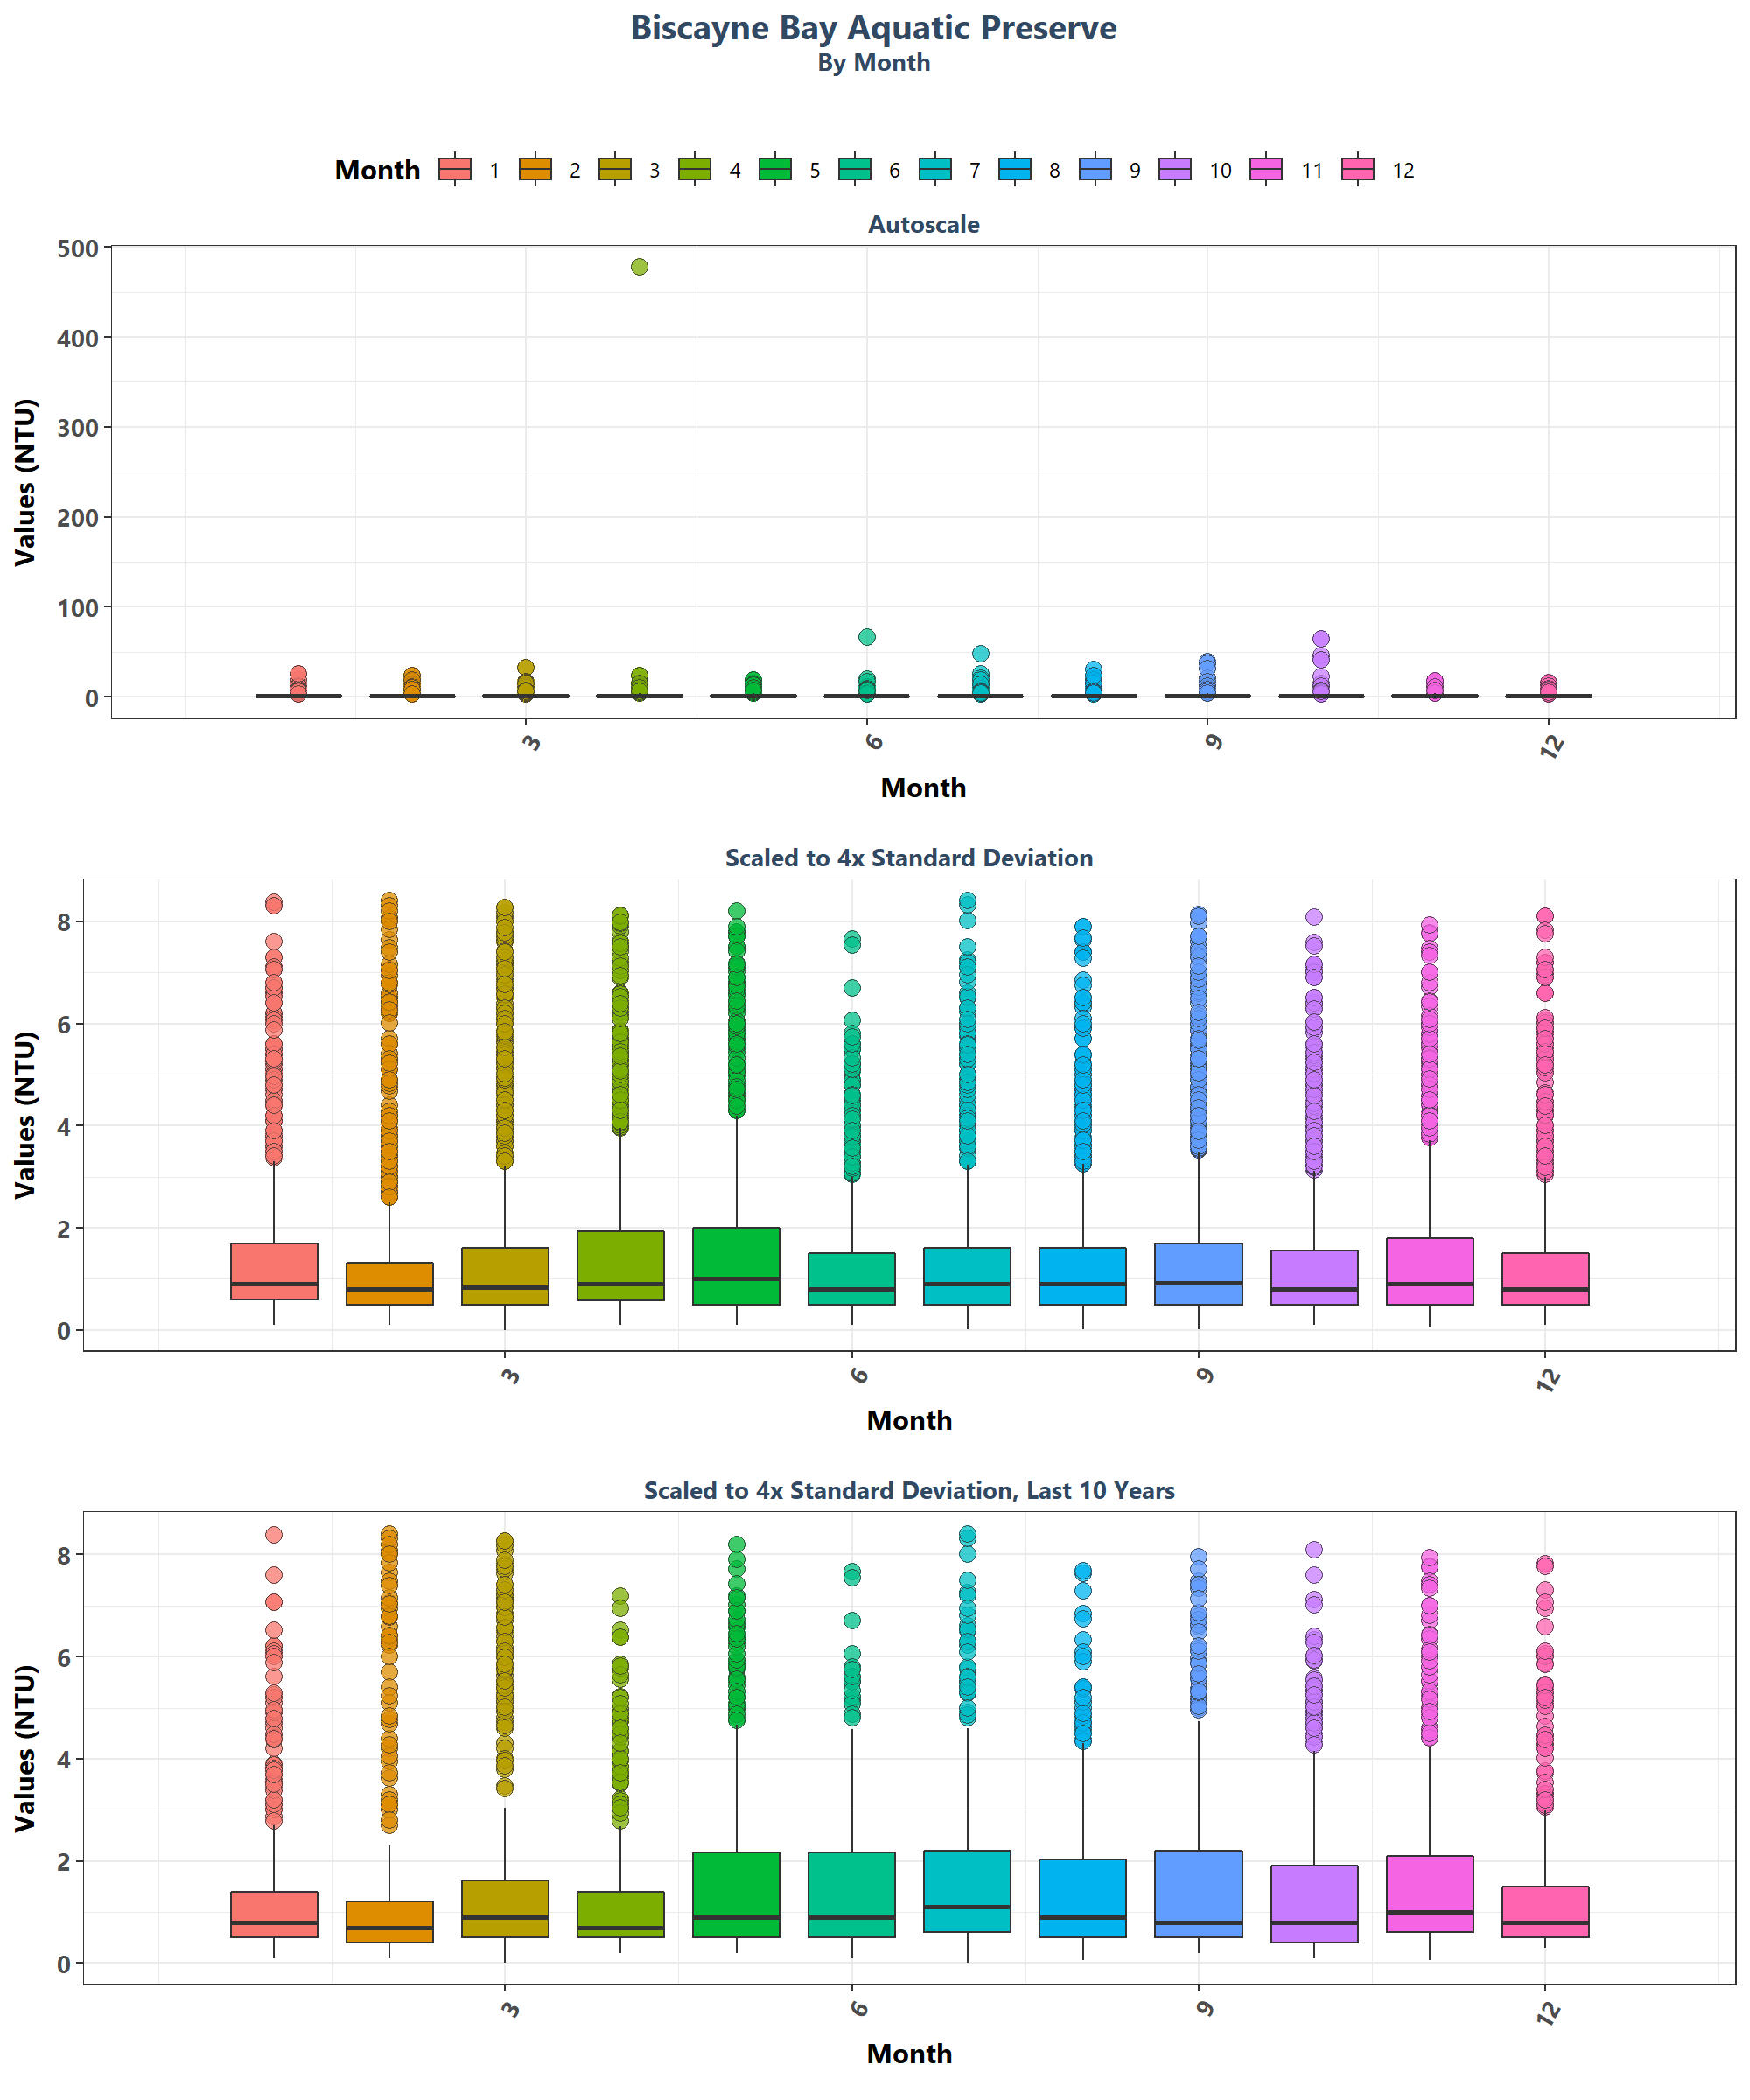 Biscayne Bay Aquatic Preserve
By Month
Month 1 2 3 4 5 6 7 8 9 10 11 12
Autoscale
Values (NTU)
500
400
300
200
100
0
3 6 9 12
Month
Scaled to 4x Standard Deviation
Values (NTU)
8
6
4
2
0
3 6 9 12
Month
Scaled to 4x Standard Deviation, Last 10 Years
Values (NTU)
8
6
4
2
0
3 6 9 12
Month